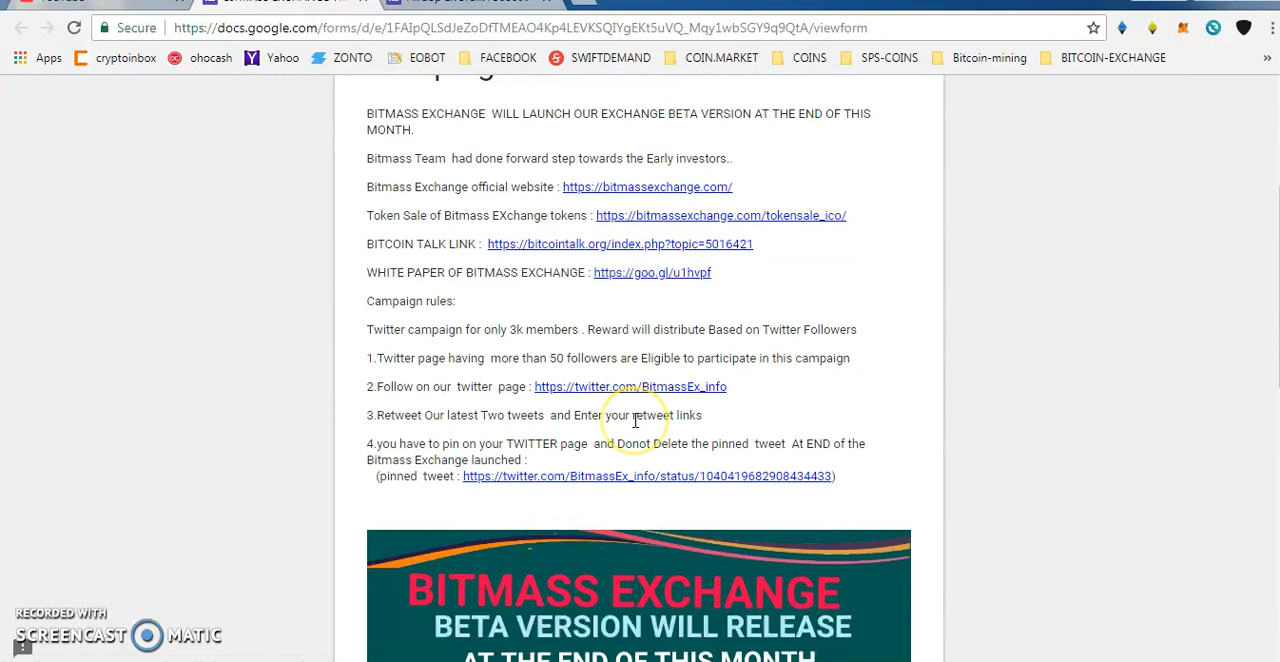 Secure
https://docs.google.com/forms/d/e/1FAIpQLSdJeZoDfTMEAO4Kp4LEVKSQIYgEKt5uVQ_Mqy1wbSGY9q9QtA/viewform
Apps cryptoinbox ohocash Yahoo ZONTO EOBOT FACEBOOK SWIFTDEMAND COIN.MARKET COINS SPS-COINS Bitcoin-mining BITCOIN-EXCHANGE »
BITMASS EXCHANGE WILL LAUNCH OUR EXCHANGE BETA VERSION AT THE END OF THIS
MONTH.
Bitmass Team had done forward step towards the Early investors..
Bitmass Exchange official website : https://bitmassexchange.com/
Token Sale of Bitmass EXchange tokens : https://bitmassexchange.com/tokensale_ico/
BITCOIN TALK LINK : https://bitcointalk.org/index.php?topic=5016421
WHITE PAPER OF BITMASS EXCHANGE : https://goo.gl/u1hvpf
Campaign rules:
Twitter campaign for only 3k members . Reward will distribute Based on Twitter Followers
1.Twitter page having more than 50 followers are Eligible to participate in this campaign
2.Follow on our twitter page : https://twitter.com/BitmassEx_info
3.Retweet Our latest Two tweets and Enter your retweet links
4.you have to pin on your TWITTER page and Donot Delete the pinned tweet At END of the
Bitmass Exchange launched :
(pinned tweet : https://twitter.com/BitmassEx_info/status/1040419682908434433)
BITMASS EXCHANGE
BETA VERSION WILL RELEASE
AT THE END OF THIS MONTH
RECORDED WITH
SCREENCAST MATIC